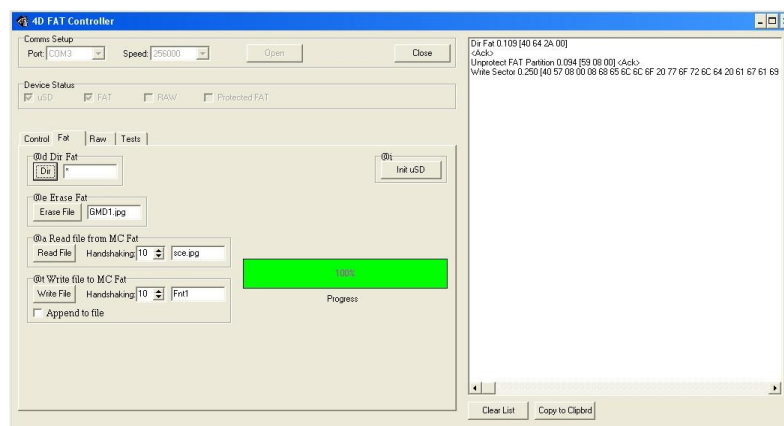 4D FAT Controller
Comms Setup
Port: COM3 Speed: 256000 Open Close
Device Status
uSD FAT RAW Protected FAT
Control Fat Raw Tests
@d Dir Fat
Dir *
@i
Init uSD
@e Erase Fat
Erase File GMD1.jpg
@a Read file from MC Fat
Read File Handshaking: 10 sce.jpg
@t Write file to MC Fat
Write File Handshaking: 10 Fnt1
Append to file
100%
Progress
Dir Fat 0.109 [40 64 2A 00]
<Ack>
Unprotect FAT Partition 0.094 [59 08 00] <Ack>
Write Sector 0.250 [40 57 08 00 08 68 65 6C 6C 6F 20 77 6F 72 6C 64 20 61 67 61 69
Clear List Copy to Clipbrd